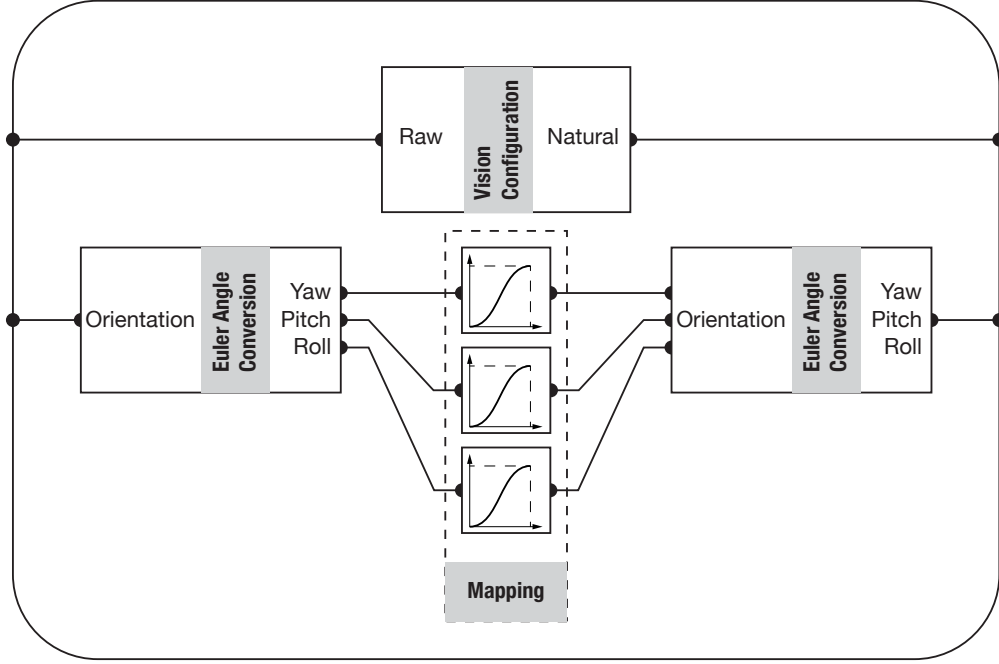 Raw
Vision
Configuration
Natural
Orientation
Euler Angle
Conversion
Yaw
Pitch
Roll
Orientation
Euler Angle
Conversion
Yaw
Pitch
Roll
Mapping